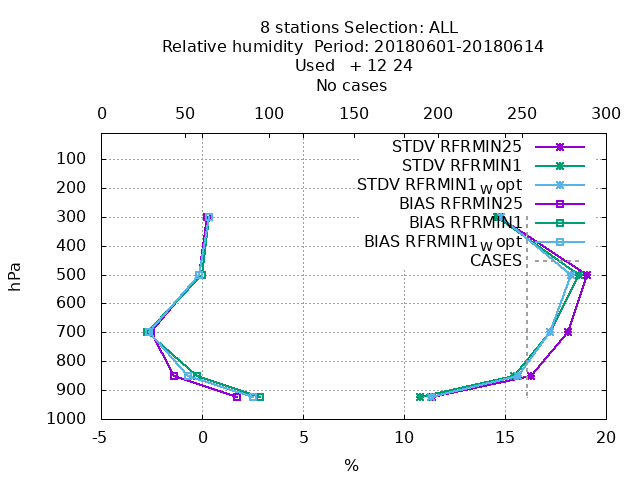 8 stations Selection: ALL
Relative humidity  Period: 20180601-20180614
Used   + 12 24
No cases
0 50 100 150 200 250 300
STDV RFRMIN25
STDV RFRMIN1
STDV RFRMIN1_W opt
BIAS RFRMIN25
BIAS RFRMIN1
BIAS RFRMIN1_W opt
CASES
100
200
300
400
500
600
700
800
900
1000
hPa
-5 0 5 10 15 20
%